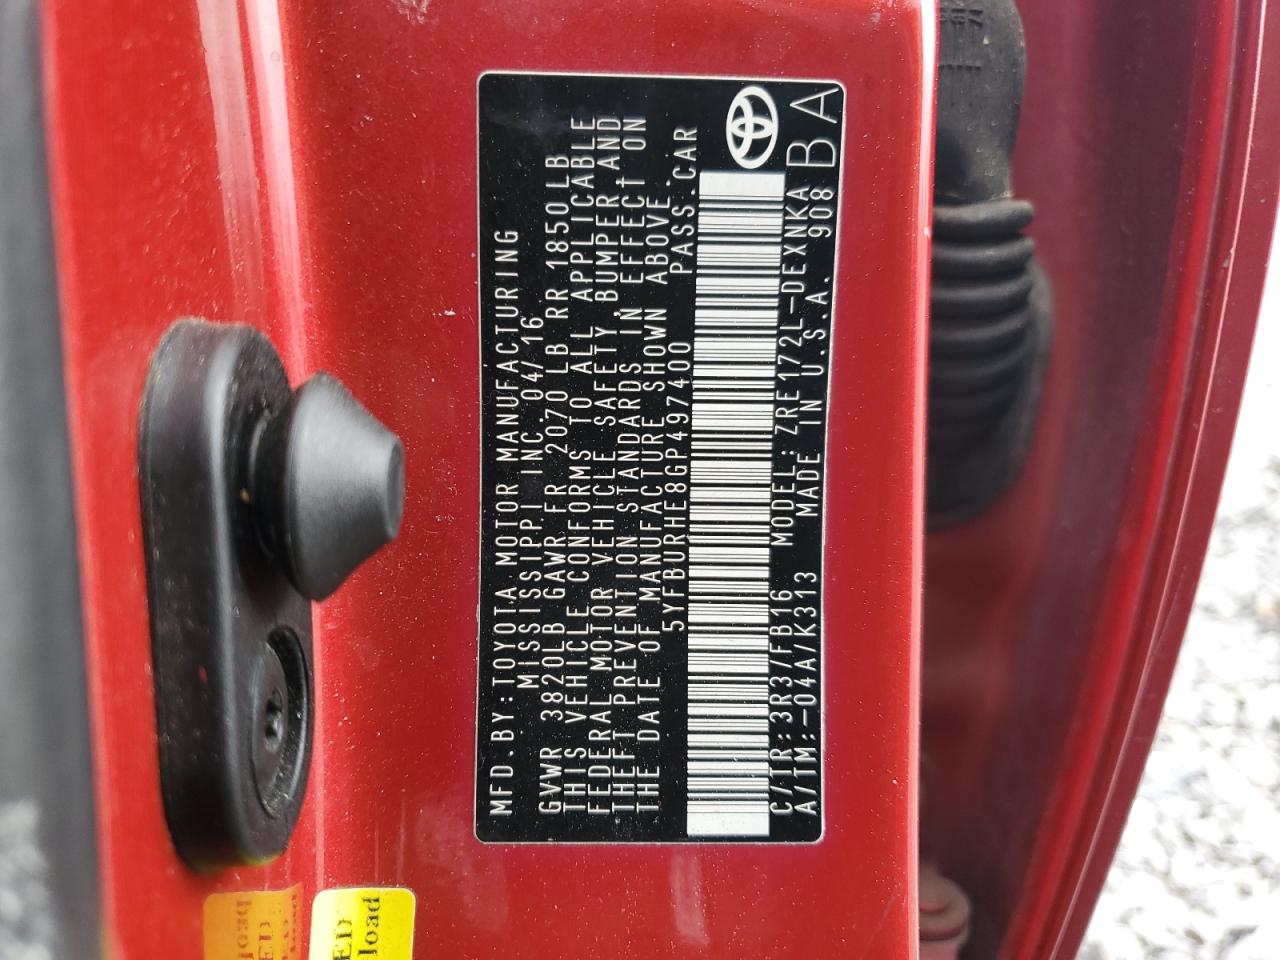 MFD.BY:TOYOTA MOTOR MANUFACTURING
MISSISSIPPI INC. 04/16
GVWR 3820LB GAWR FR 2070LB RR 1850LB
THIS VEHICLE CONFORMS TO ALL APPLICABLE
FEDERAL MOTOR VEHICLE SAFETY, BUMPER, AND
THEFT PREVENTION STANDARDS IN EFFECT ON
THE DATE OF MANUFACTURE SHOWN ABOVE.
5YFBURHE8GP497400 PASS.CAR
C/TR:3R3/FB16 MODEL:ZRE172L-DEXNKA
A/TM:-04A/K313 MADE IN U.S.A. 908
BA
load